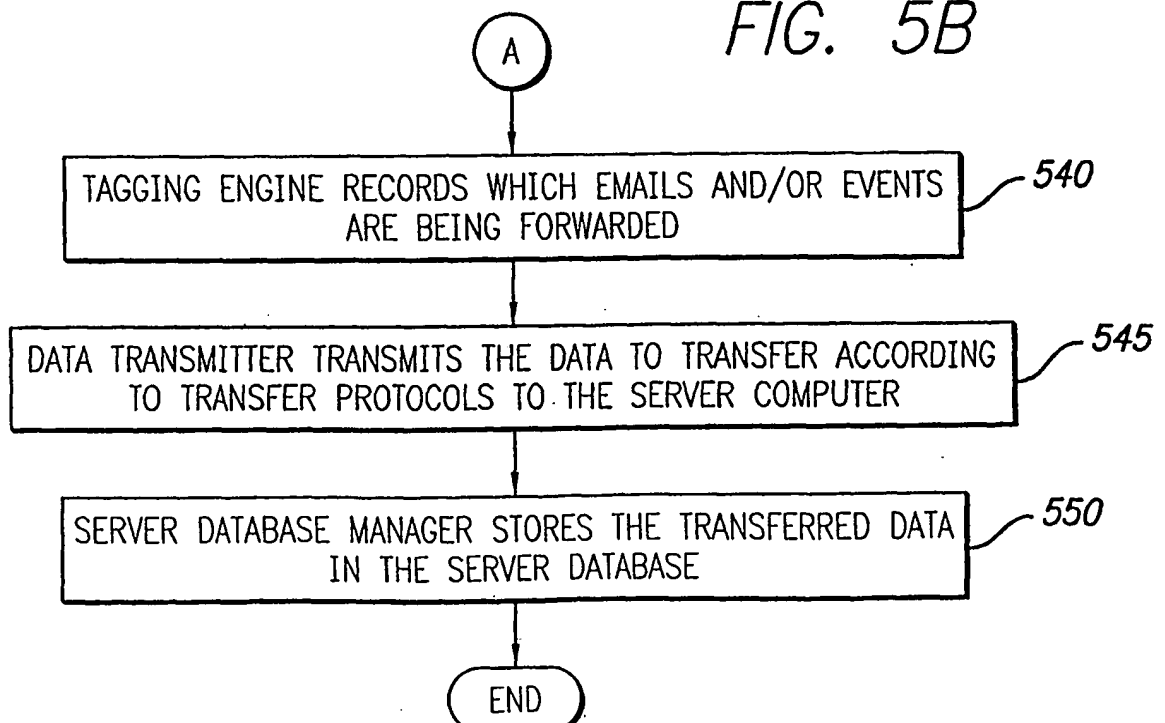 FIG. 5B
A
TAGGING ENGINE RECORDS WHICH EMAILS AND/OR EVENTS
ARE BEING FORWARDED
540
DATA TRANSMITTER TRANSMITS THE DATA TO TRANSFER ACCORDING
TO TRANSFER PROTOCOLS TO THE SERVER COMPUTER
545
SERVER DATABASE MANAGER STORES THE TRANSFERRED DATA
IN THE SERVER DATABASE
550
END